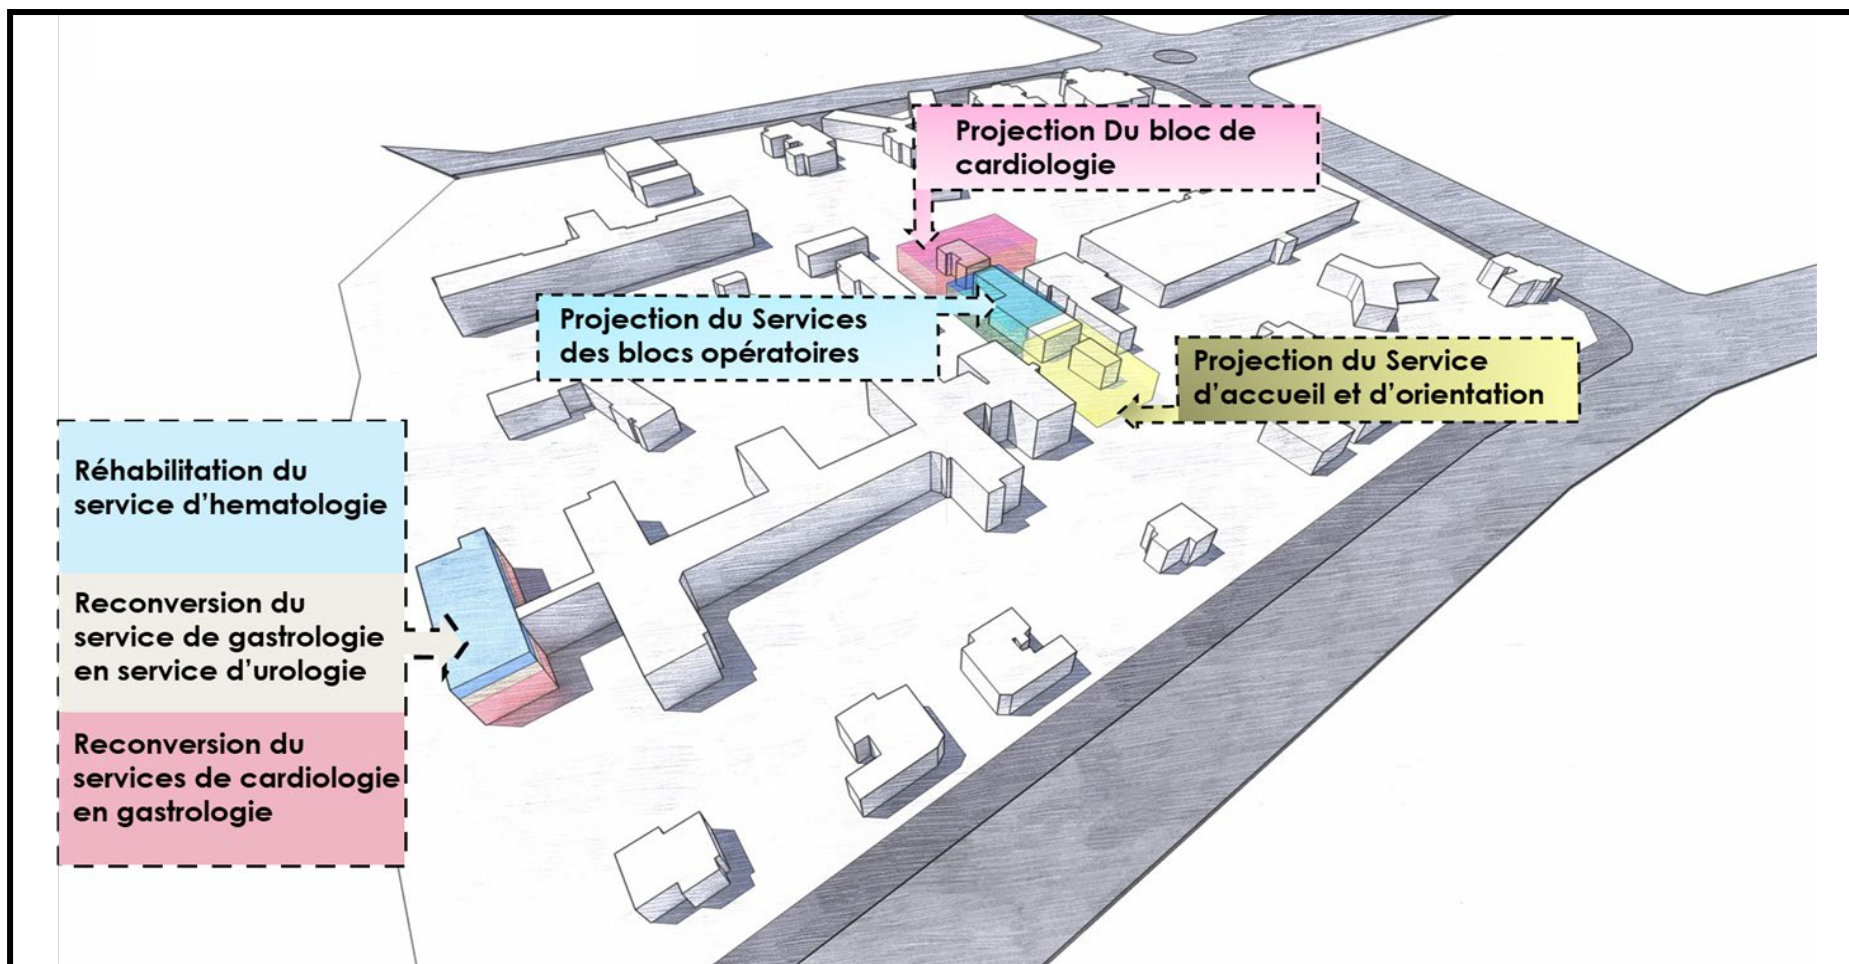 Projection Du bloc de
cardiologie
Projection du Services
des blocs opératoires
Projection du Service
d’accueil et d’orientation
Réhabilitation du
service d’hematologie
Reconversion du
service de gastrologie
en service d’urologie
Reconversion du
services de cardiologie
en gastrologie